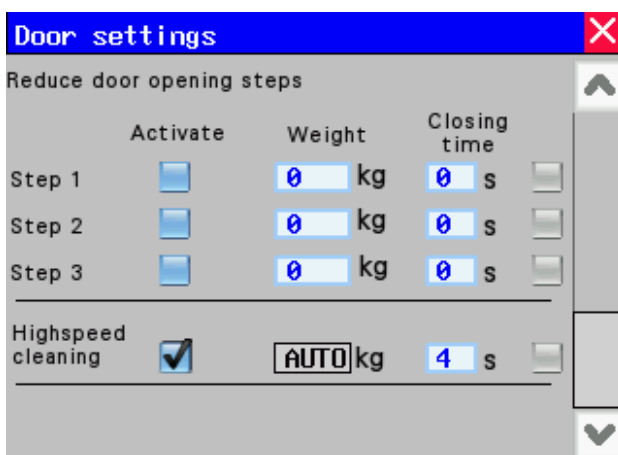 Door settings
Reduce door opening steps
Activate Weight Closing time
Step 1 0 kg 0 s
Step 2 0 kg 0 s
Step 3 0 kg 0 s
Highspeed
cleaning AUTO kg 4 s